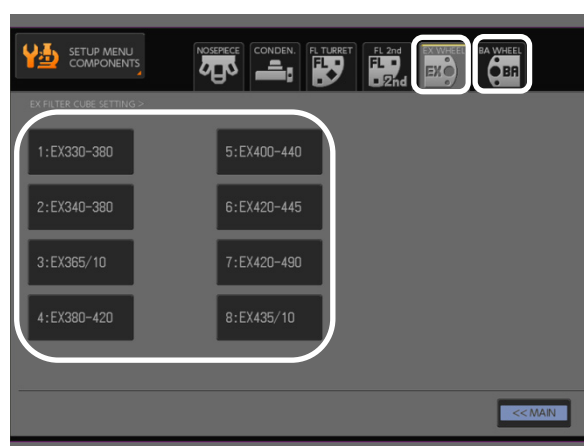 SETUP MENU
COMPONENTS
NOSEPIECE
CONDEN.
FL TURRET
FL
FL 2nd
FL
2nd
EX WHEEL
EX
BA WHEEL
BA
EX FILTER CUBE SETTING >
1:EX330-380
5:EX400-440
2:EX340-380
6:EX420-445
3:EX365/10
7:EX420-490
4:EX380-420
8:EX435/10
<< MAIN